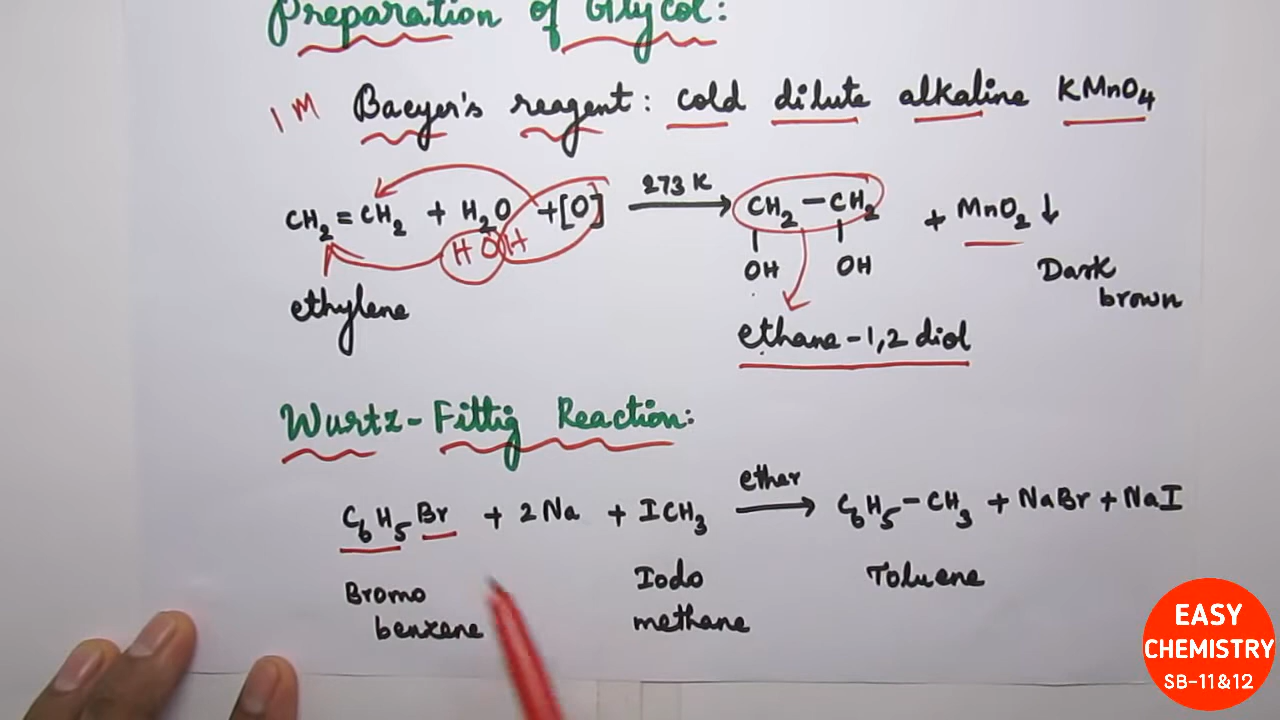 Preparation of Glycol:
1M Baeyer's reagent: cold dilute alkaline KMnO4
CH2=CH2 + H2O +[O] 273 K CH2-CH2 + MnO2↓
H OH
OH OH
Dark brown
ethylene
ethane-1,2 diol
Wurtz-Fittig Reaction:
C6H5Br + 2Na + ICH3 ether C6H5-CH3 + NaBr + NaI
Bromo Iodo Toluene
benzene methane
EASY
CHEMISTRY
SB-11&12